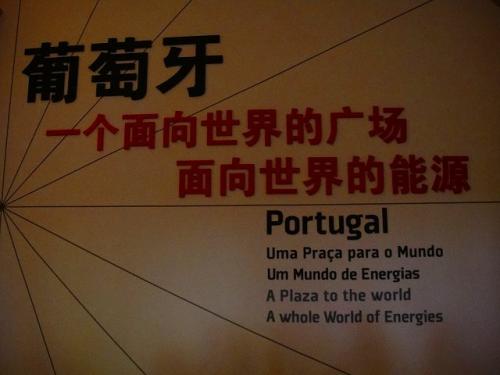 葡萄牙
一个面向世界的广场
面向世界的能源
Portugal
Uma Praça para o Mundo
Um Mundo de Energias
A Plaza to the world
A whole World of Energies